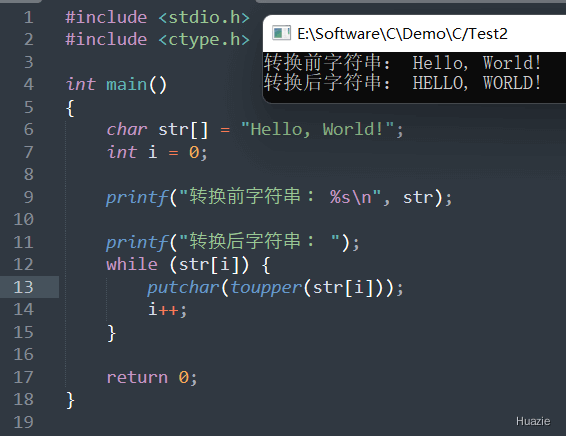 1 #include <stdio.h>
2 #include <ctype.h>
3
4 int main()
5 {
6     char str[] = "Hello, World!";
7     int i = 0;
8
9     printf("转换前字符串： %s\n", str);
10
11     printf("转换后字符串： ");
12     while (str[i]) {
13         putchar(toupper(str[i]));
14         i++;
15     }
16
17     return 0;
18 }
19
E:\Software\C\Demo\C/Test2
转换前字符串： Hello, World!
转换后字符串： HELLO, WORLD!
Huazie